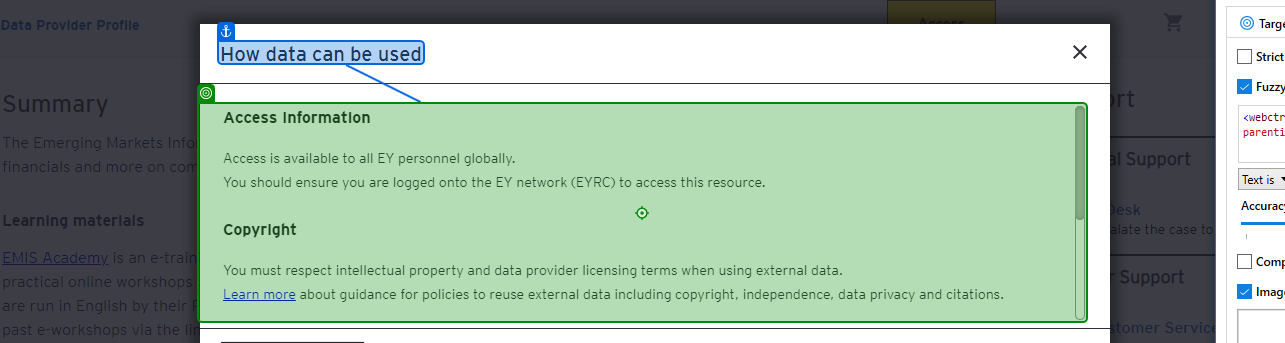 Data Provider Profile
Access
How data can be used
Summary
The Emerging Markets Info
financials and more on com
Learning materials
EMIS Academy is an e-train
practical online workshops
are run in English by their
past e-workshops via the lin
Access Information
Access is available to all EY personnel globally.
You should ensure you are logged onto the EY network (EYRC) to access this resource.
Copyright
You must respect intellectual property and data provider licensing terms when using external data.
Learn more about guidance for policies to reuse external data including copyright, independence, data privacy and citations.
ort
al Support
Desk
alate the case to
r Support
stomer Service
Targe
Strict
Fuzzy
<webctr
parenti
Text is
Accuracy
Comp
Image